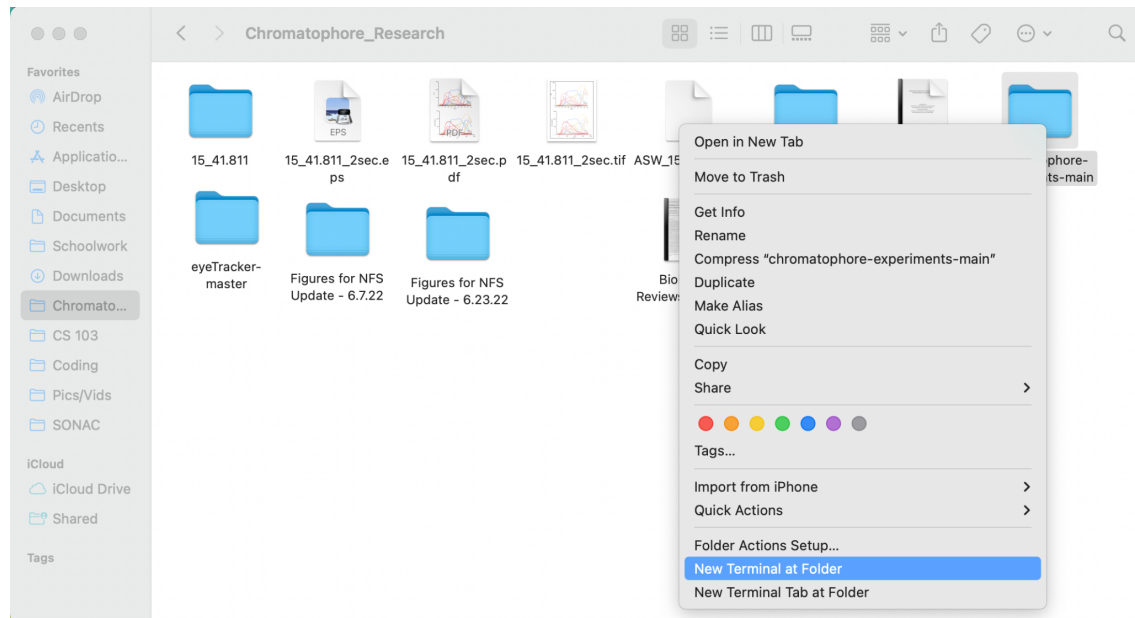 Chromatophore_Research
Favorites
AirDrop
Recents
Applicatio...
Desktop
Documents
Schoolwork
Downloads
Chromato...
CS 103
Coding
Pics/Vids
SONAC
iCloud
iCloud Drive
Shared
Tags
EPS
PDF
15_41.811
15_41.811_2sec.e
ps
15_41.811_2sec.p
df
15_41.811_2sec.tif
ASW_15
phore-
ts-main
eyeTracker-
master
Figures for NFS
Update - 6.7.22
Figures for NFS
Update - 6.23.22
Bio
Reviews
Open in New Tab
Move to Trash
Get Info
Rename
Compress “chromatophore-experiments-main”
Duplicate
Make Alias
Quick Look
Copy
Share
Tags...
Import from iPhone
Quick Actions
Folder Actions Setup...
New Terminal at Folder
New Terminal Tab at Folder